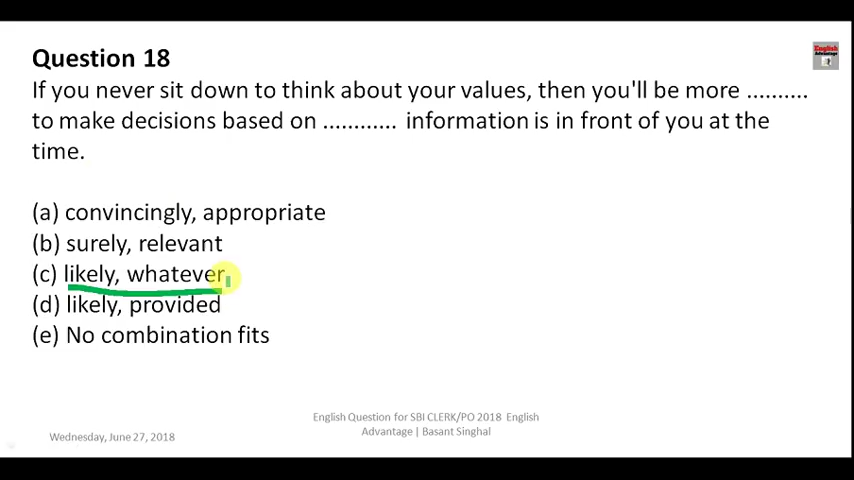 Question 18
English
Advantage
If you never sit down to think about your values, then you'll be more ..........
to make decisions based on ............ information is in front of you at the
time.
(a) convincingly, appropriate
(b) surely, relevant
(c) likely, whatever
(d) likely, provided
(e) No combination fits
English Question for SBI CLERK/PO 2018 English
Advantage | Basant Singhal
Wednesday, June 27, 2018